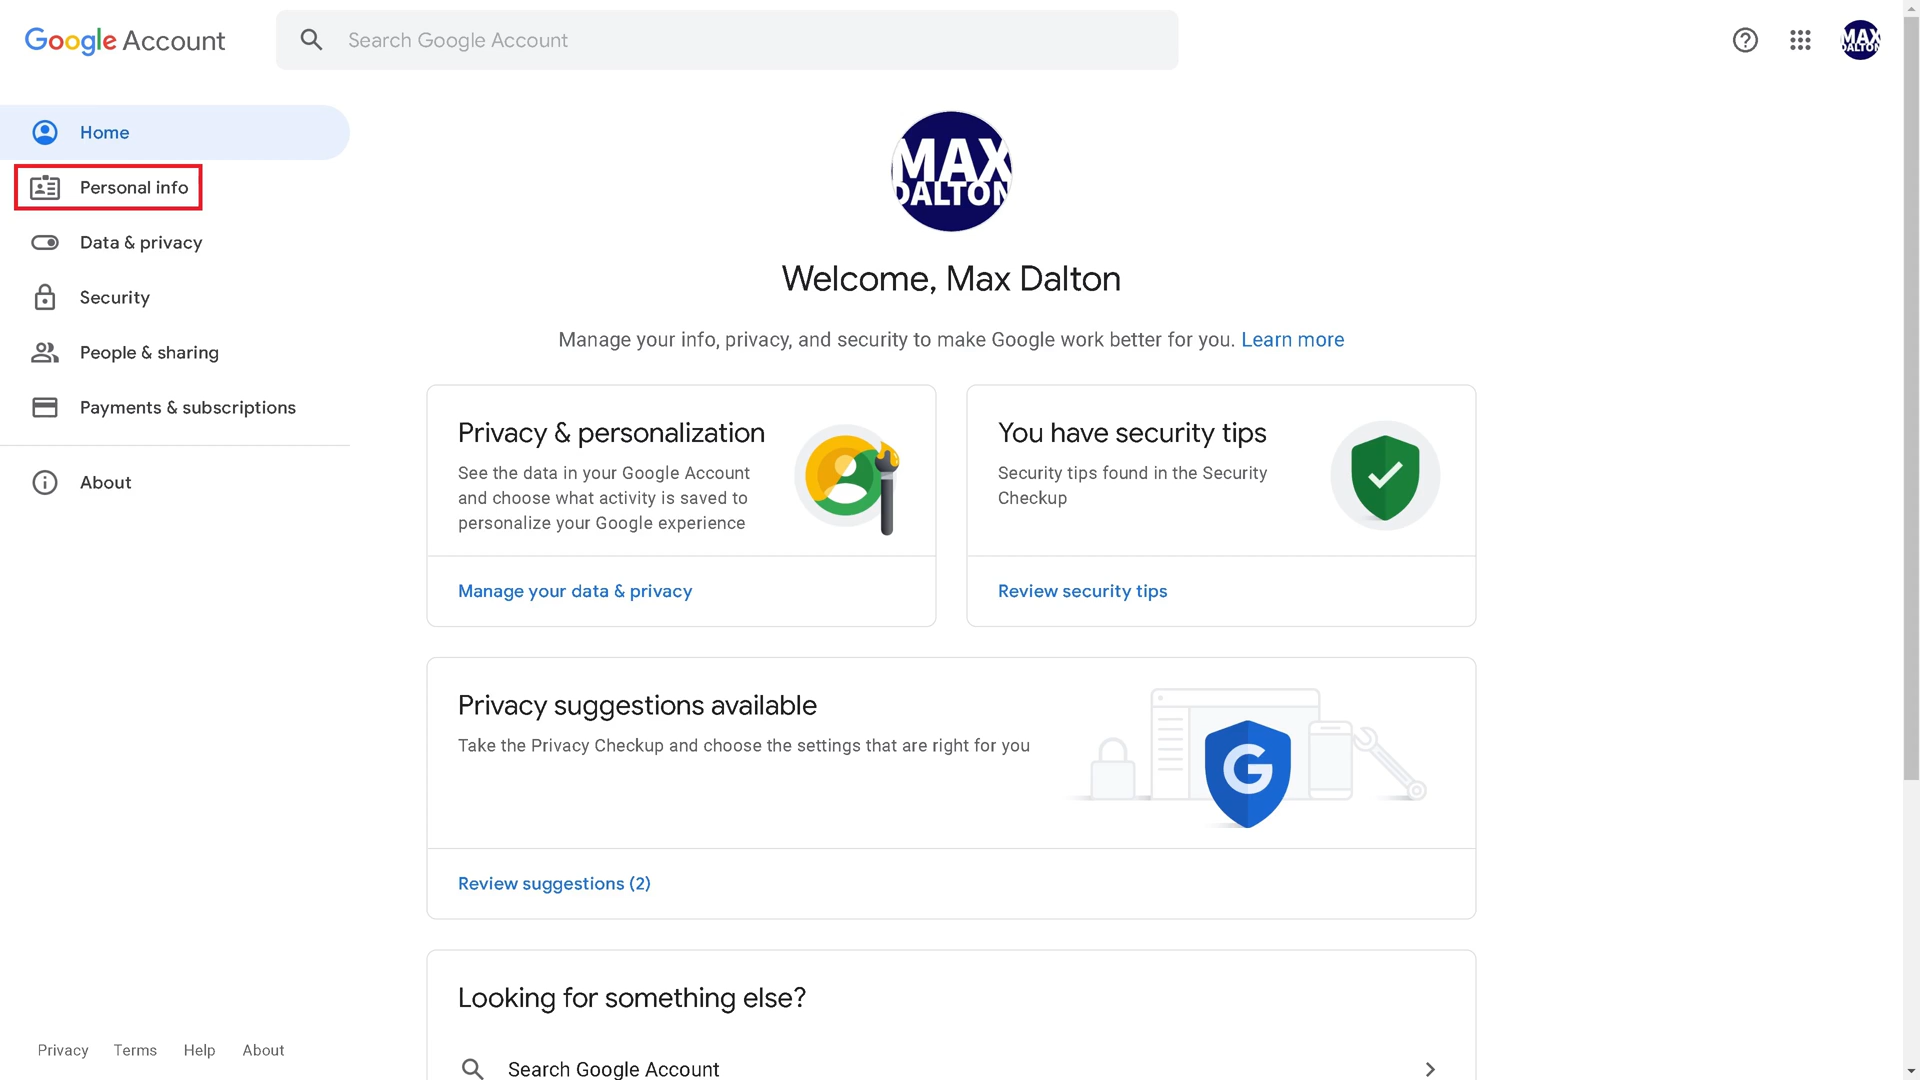 Google Account
Search Google Account
MAX
DALTON
Home
Personal info
Data & privacy
Security
People & sharing
Payments & subscriptions
About
MAX
DALTON
Welcome, Max Dalton
Manage your info, privacy, and security to make Google work better for you. Learn more
Privacy & personalization
See the data in your Google Account
and choose what activity is saved to
personalize your Google experience
Manage your data & privacy
You have security tips
Security tips found in the Security
Checkup
Review security tips
Privacy suggestions available
Take the Privacy Checkup and choose the settings that are right for you
G
Review suggestions (2)
Looking for something else?
Search Google Account
Privacy Terms Help About